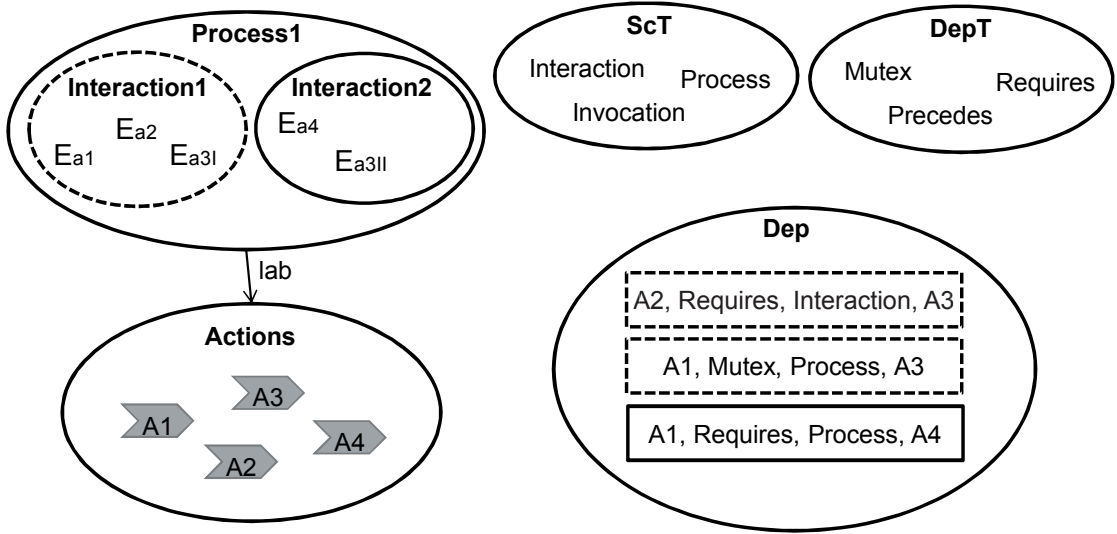 Process1
Interaction1
Ea1
Ea2
Ea3I
Interaction2
Ea4
Ea3II
lab
Actions
A1
A3
A2
A4
ScT
Interaction
Process
Invocation
DepT
Mutex
Requires
Precedes
Dep
A2, Requires, Interaction, A3
A1, Mutex, Process, A3
A1, Requires, Process, A4